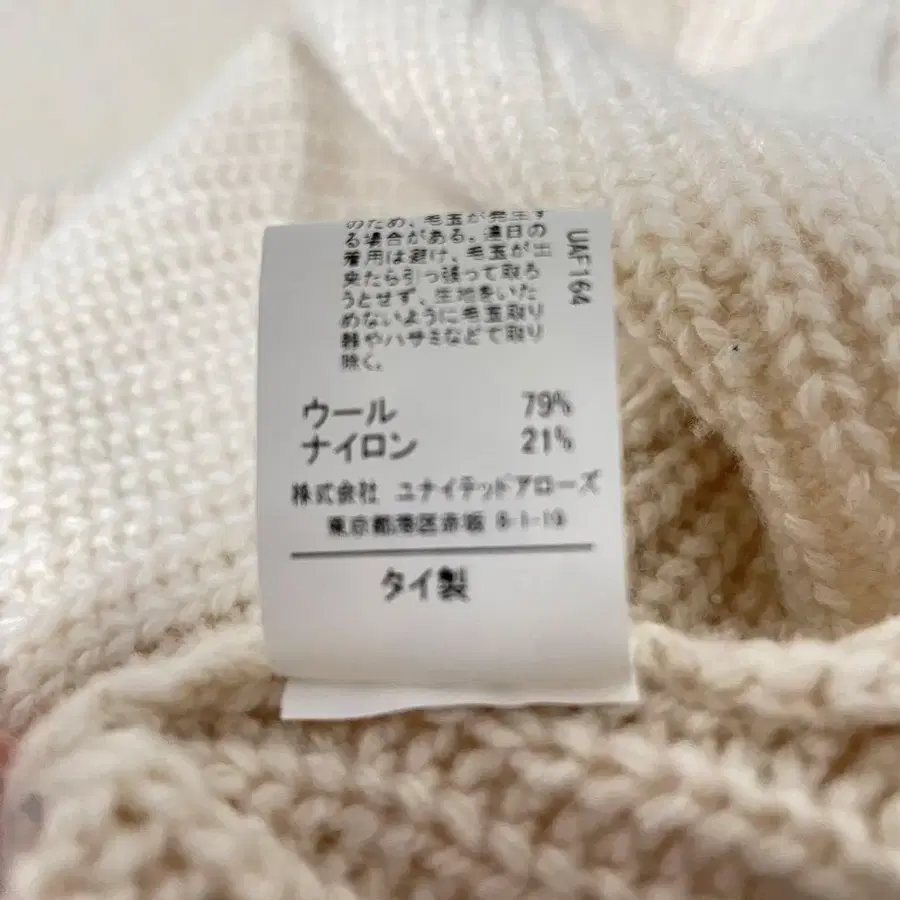 のため、毛玉が発生す
る場合がある。連日の
着用は避け、毛玉が出
来たら引っ張って取ろ
うとせず、生地をいた
めないように毛玉取り
器やハサミなどで取り
除く。
UAF164
ウール 79%
ナイロン 21%
株式会社 ユナイテッドアローズ
東京都港区赤坂 8-1-19
タイ製